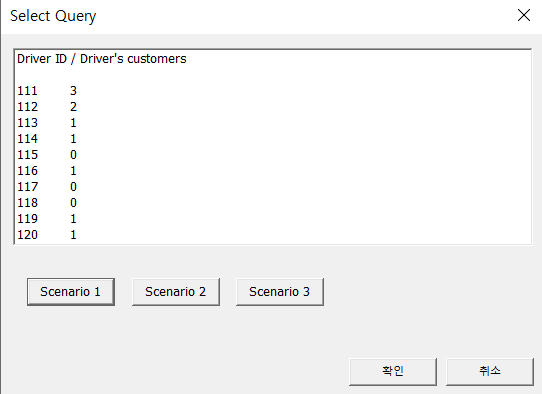 Select Query
Driver ID / Driver's customers
111 3
112 2
113 1
114 1
115 0
116 1
117 0
118 0
119 1
120 1
Scenario 1 Scenario 2 Scenario 3
확인 취소